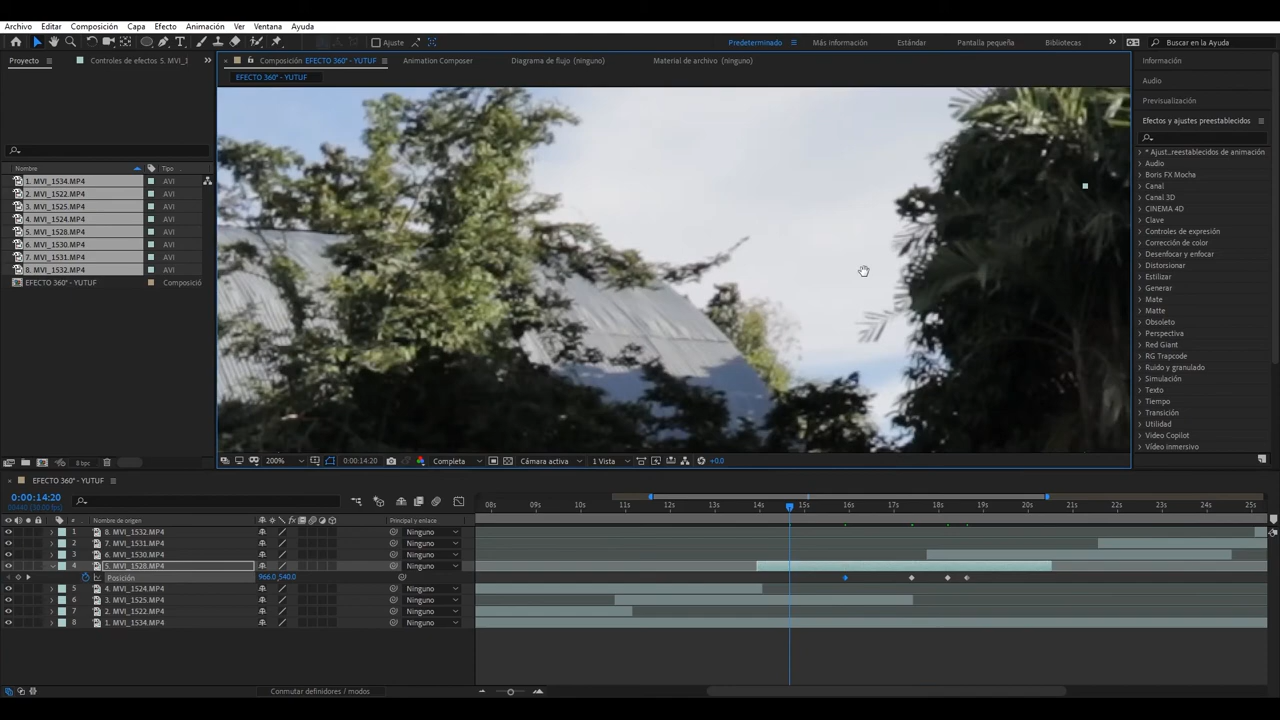 Archivo Editar Composición Capa Efecto Animación Ver Ventana Ayuda
Ajuste Predeterminado Más información Estándar Pantalla pequeña Bibliotecas Buscar en la Ayuda
Proyecto Controles de efectos 5. MVI_1 Composición EFECTO 360° - YUTUF Animation Composer Diagrama de flujo (ninguno) Material de archivo (ninguno)
EFECTO 360° - YUTUF
Nombre Tipo
1. MVI_1534.MP4 AVI
2. MVI_1522.MP4 AVI
3. MVI_1525.MP4 AVI
4. MVI_1524.MP4 AVI
5. MVI_1528.MP4 AVI
6. MVI_1530.MP4 AVI
7. MVI_1531.MP4 AVI
8. MVI_1532.MP4 AVI
EFECTO 360° - YUTUF Composició
Información
Audio
Previsualización
Efectos y ajustes preestablecidos
* Ajust...reestablecidos de animación
Audio
Boris FX Mocha
Canal
Canal 3D
CINEMA 4D
Clave
Controles de expresión
Corrección de color
Desenfocar y enfocar
Distorsionar
Estilizar
Generar
Mate
Matte
Obsoleto
Perspectiva
Red Giant
RG Trapcode
Ruido y granulado
Simulación
Texto
Tiempo
Transición
Utilidad
Video Copilot
Vídeo inmersivo
8 bpc 200% 0:00:14:20 Completa Cámara activa 1 Vista +0.0
EFECTO 360° - YUTUF
0:00:14:20
08s 09s 10s 11s 12s 13s 14s 15s 16s 17s 18s 19s 20s 21s 22s 23s 24s 25s
Nombre de origen Principal y enlace
1 8. MVI_1532.MP4 Ninguno
2 7. MVI_1531.MP4 Ninguno
3 6. MVI_1530.MP4 Ninguno
4 5. MVI_1528.MP4 Ninguno
Posición 966.0,540.0
5 4. MVI_1524.MP4 Ninguno
6 3. MVI_1525.MP4 Ninguno
7 2. MVI_1522.MP4 Ninguno
8 1. MVI_1534.MP4 Ninguno
Conmutar definidores / modos